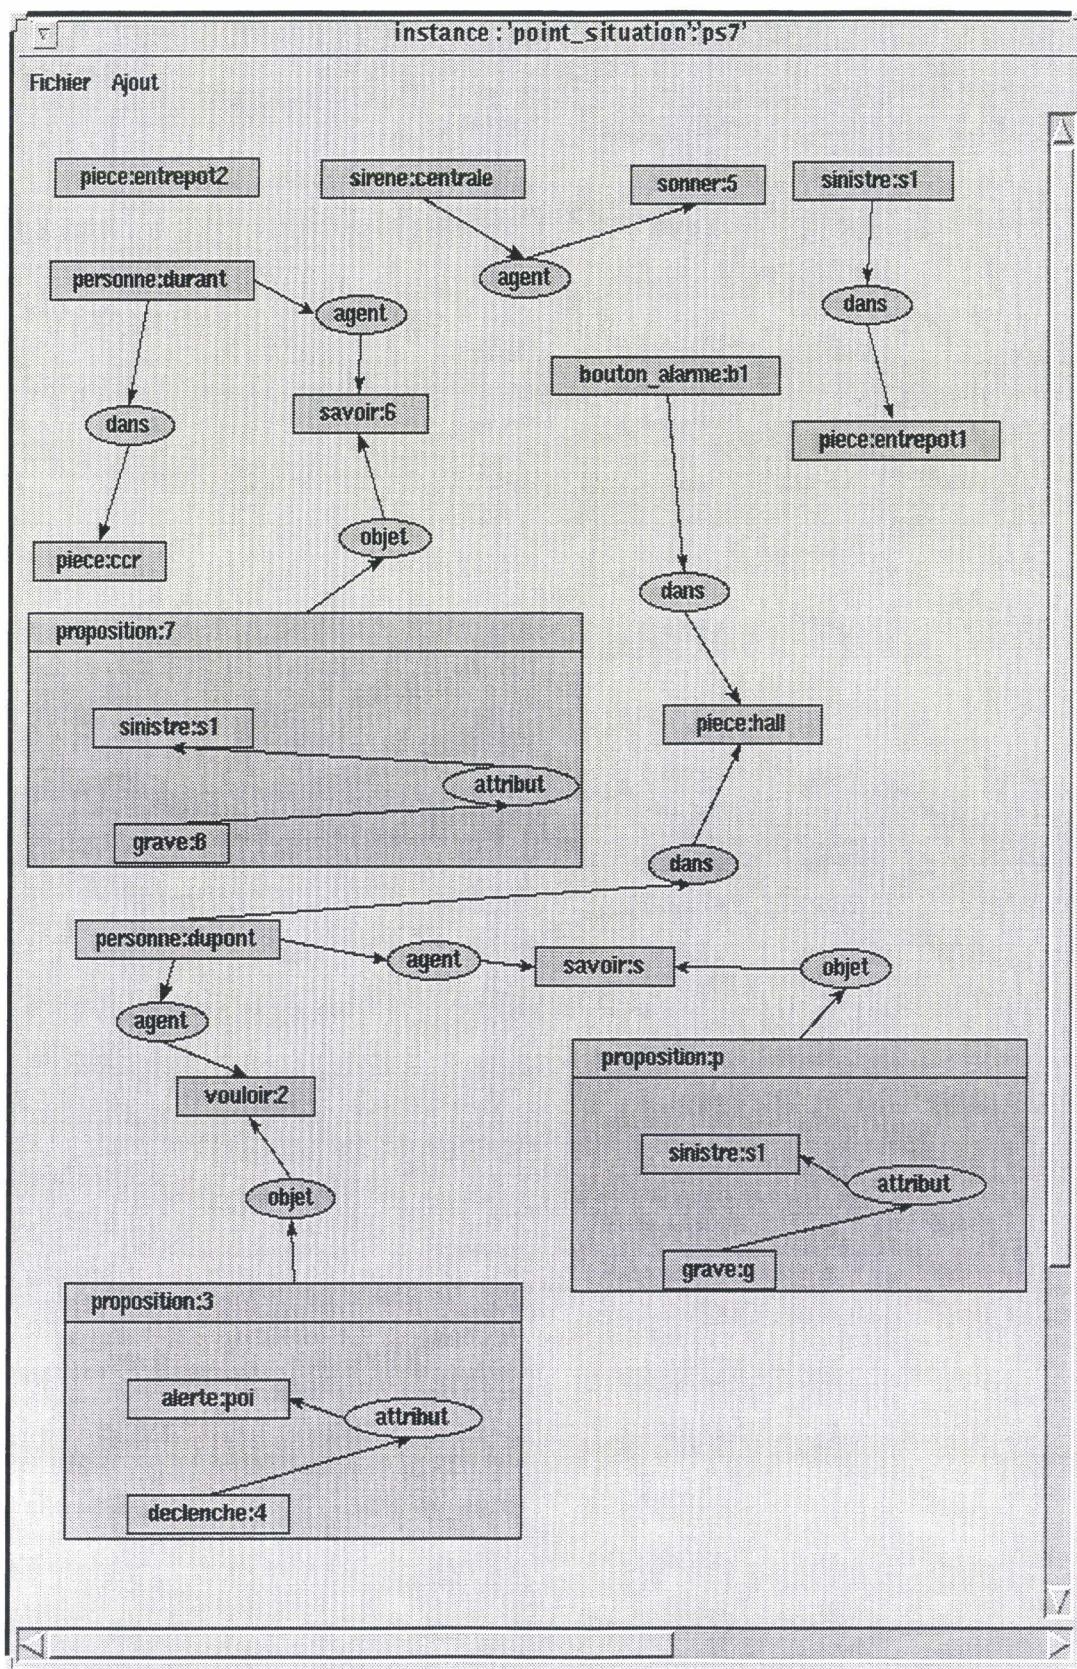 instance : 'point_situation':'ps7'
Fichier Ajout
piece:entrepot2
sirene:centrale
sonner:5
sinistre:s1
personne:durant
agent
agent
dans
bouton_alarme:b1
savoir:6
dans
piece:entrepot1
objet
piece:ccr
dans
proposition:7
sinistre:s1
piece:hall
attribut
grave:6
dans
personne:dupont
agent
savoir:s
objet
agent
proposition:p
vouloir:2
sinistre:s1
attribut
objet
grave:g
proposition:3
alerte:poi
attribut
declenche:4